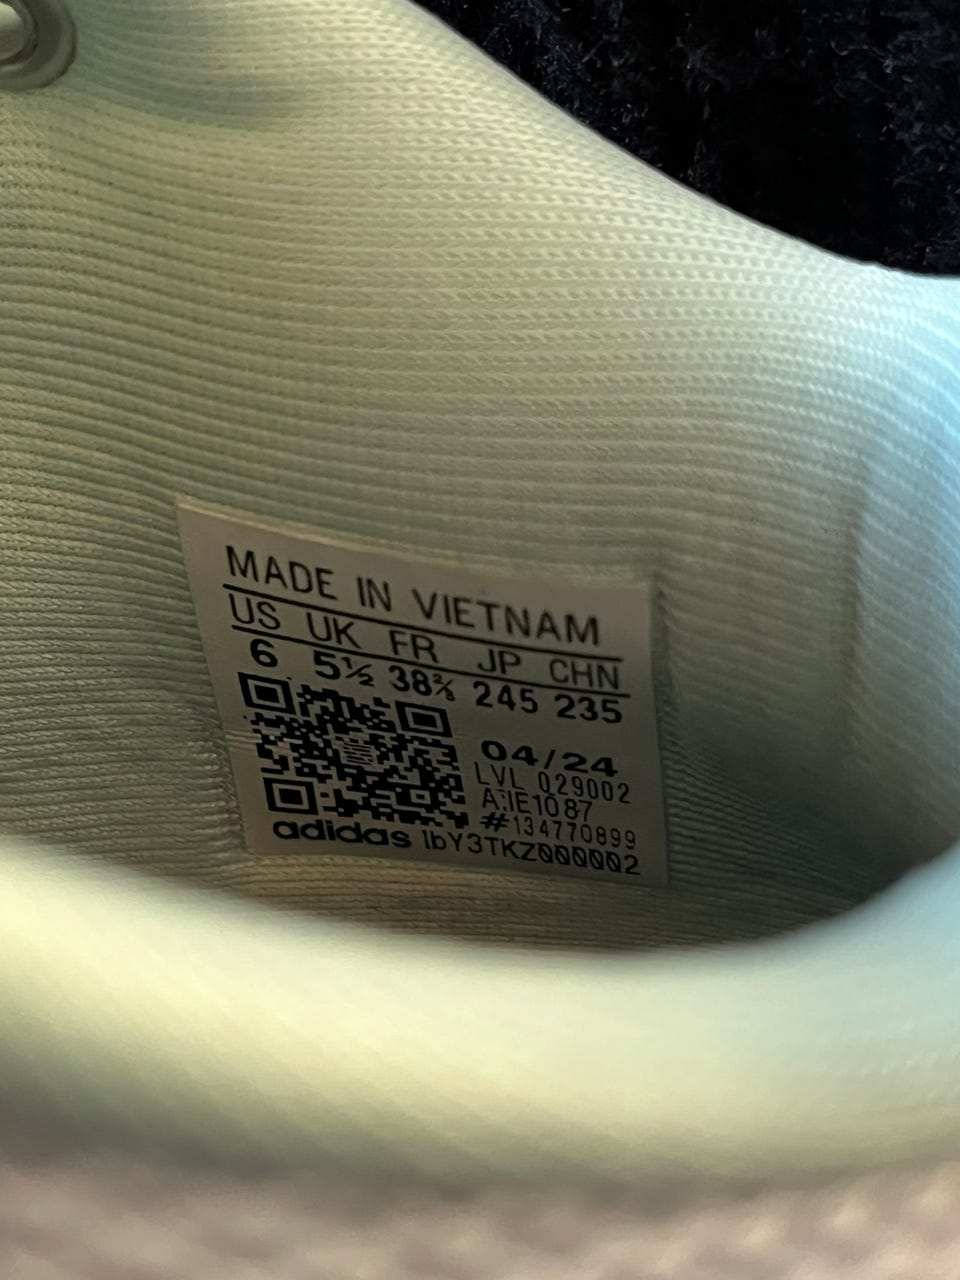 MADE IN VIETNAM
US UK FR JP CHN
6 5½ 38⅔ 245 235
04/24
LVL 029002
A:IE1087
#134770899
adidas 1bY3TKZ000002